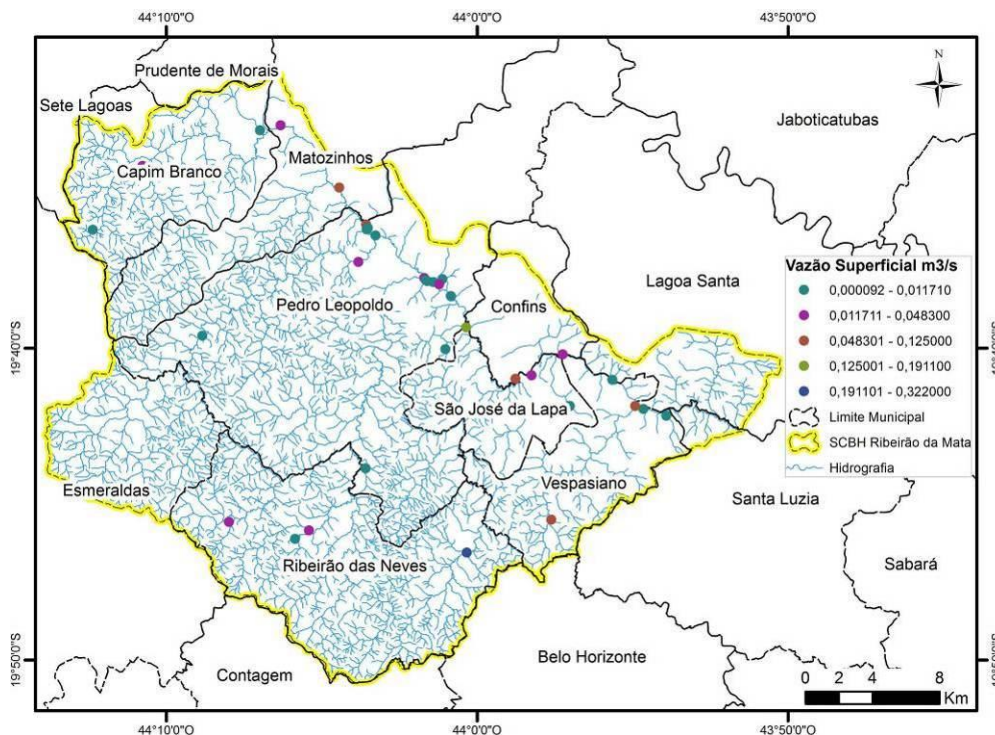 44°10'0"O 44°0'0"O 43°50'0"O
N
Prudente de Morais
Sete Lagoas
Jaboticatubas
Matozinhos
Capim Branco
Lagoa Santa
Vazão Superficial m3/s
0,000092 - 0,011710
0,011711 - 0,048300
0,048301 - 0,125000
0,125001 - 0,191100
0,191101 - 0,322000
Limite Municipal
SCBH Ribeirão da Mata
Hidrografia
Pedro Leopoldo
Confins
19°40'0"S
São José da Lapa
Esmeraldas
Vespasiano
Santa Luzia
Ribeirão das Neves
Sabará
19°50'0"S
Belo Horizonte
Contagem
0 2 4 8
Km
44°10'0"O 44°0'0"O 43°50'0"O